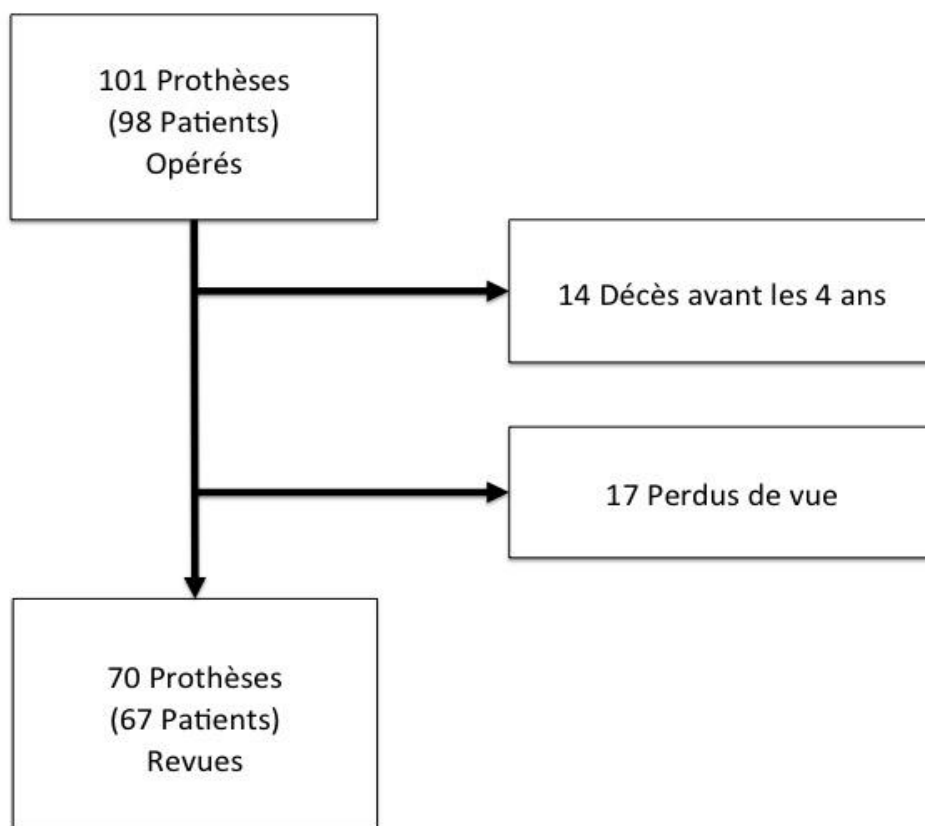 101 Prothèses
(98 Patients)
Opérés
14 Décès avant les 4 ans
17 Perdus de vue
70 Prothèses
(67 Patients)
Revues